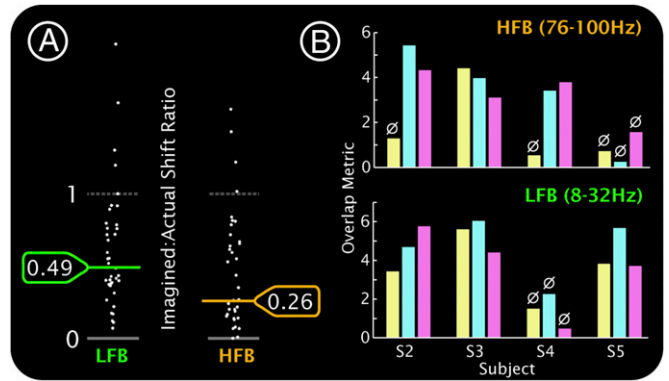 A
Imagined:Actual Shift Ratio
1
0
0.49
0.26
LFB
HFB
B
HFB (76-100Hz)
Overlap Metric
6
4
2
0
Ø
Ø
Ø
Ø
Ø
LFB (8-32Hz)
6
4
2
0
Ø
Ø
Ø
S2
S3
S4
S5
Subject